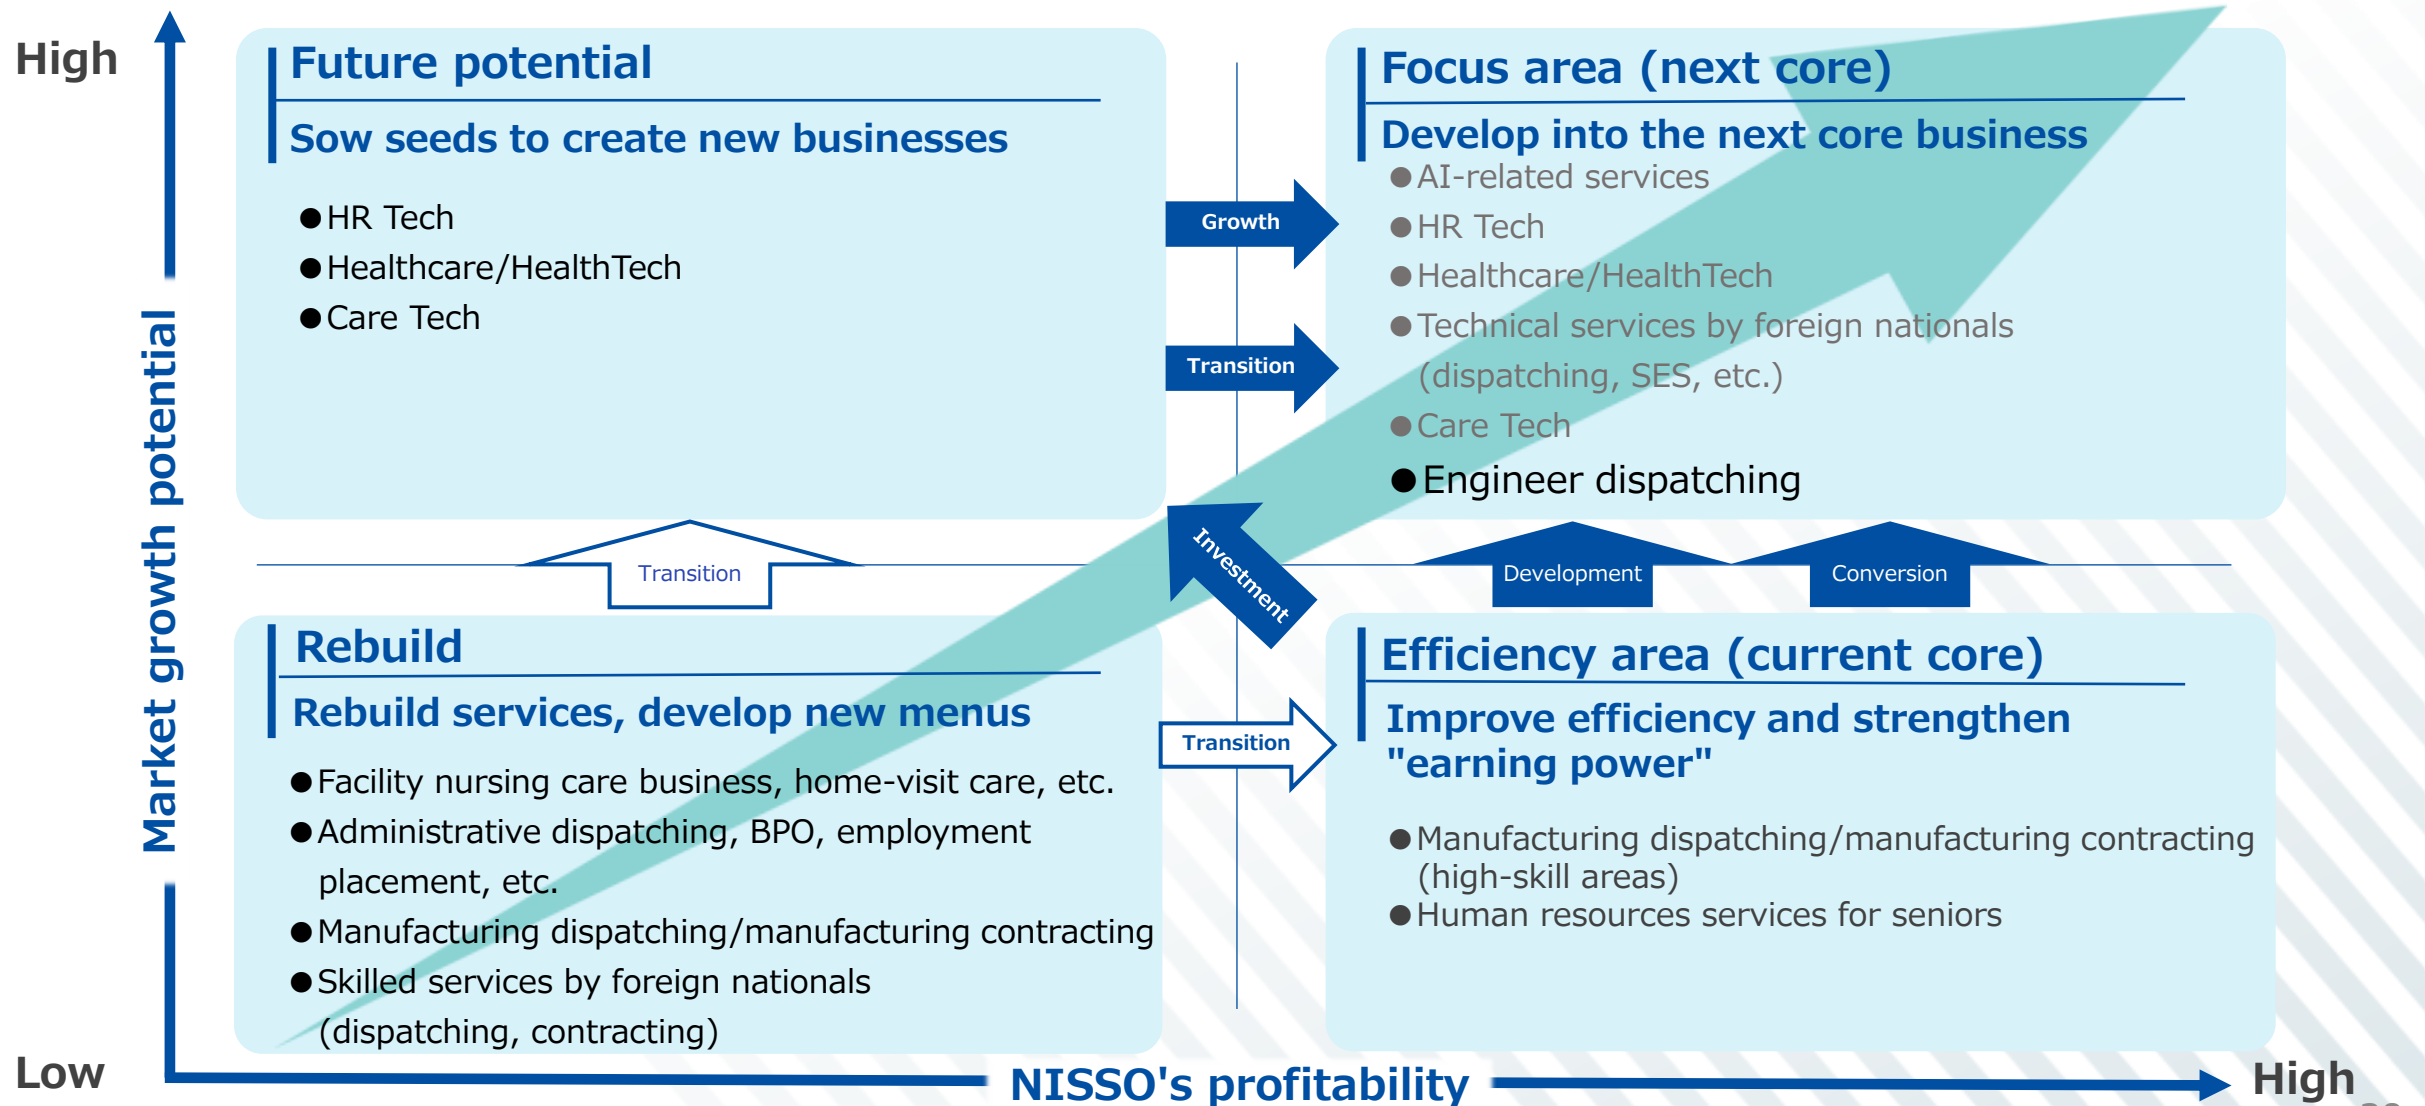 High
Market growth potential
Low
Future potential
Sow seeds to create new businesses
●HR Tech
●Healthcare/HealthTech
●Care Tech
Growth
Transition
Focus area (next core)
Develop into the next core business
●AI-related services
●HR Tech
●Healthcare/HealthTech
●Technical services by foreign nationals
(dispatching, SES, etc.)
●Care Tech
●Engineer dispatching
Transition
Investment
Development
Conversion
Rebuild
Rebuild services, develop new menus
●Facility nursing care business, home-visit care, etc.
●Administrative dispatching, BPO, employment
placement, etc.
●Manufacturing dispatching/manufacturing contracting
●Skilled services by foreign nationals
(dispatching, contracting)
Transition
Efficiency area (current core)
Improve efficiency and strengthen
"earning power"
●Manufacturing dispatching/manufacturing contracting
(high-skill areas)
●Human resources services for seniors
NISSO's profitability
High